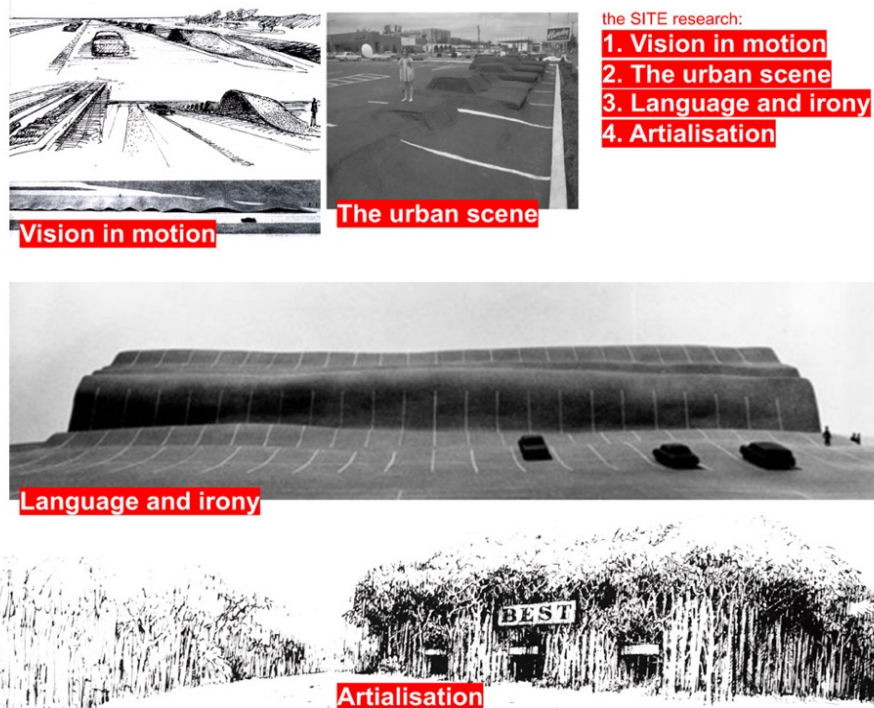 the SITE research:
1. Vision in motion
2. The urban scene
3. Language and irony
4. Artialisation
Vision in motion
The urban scene
Language and irony
BEST
Artialisation